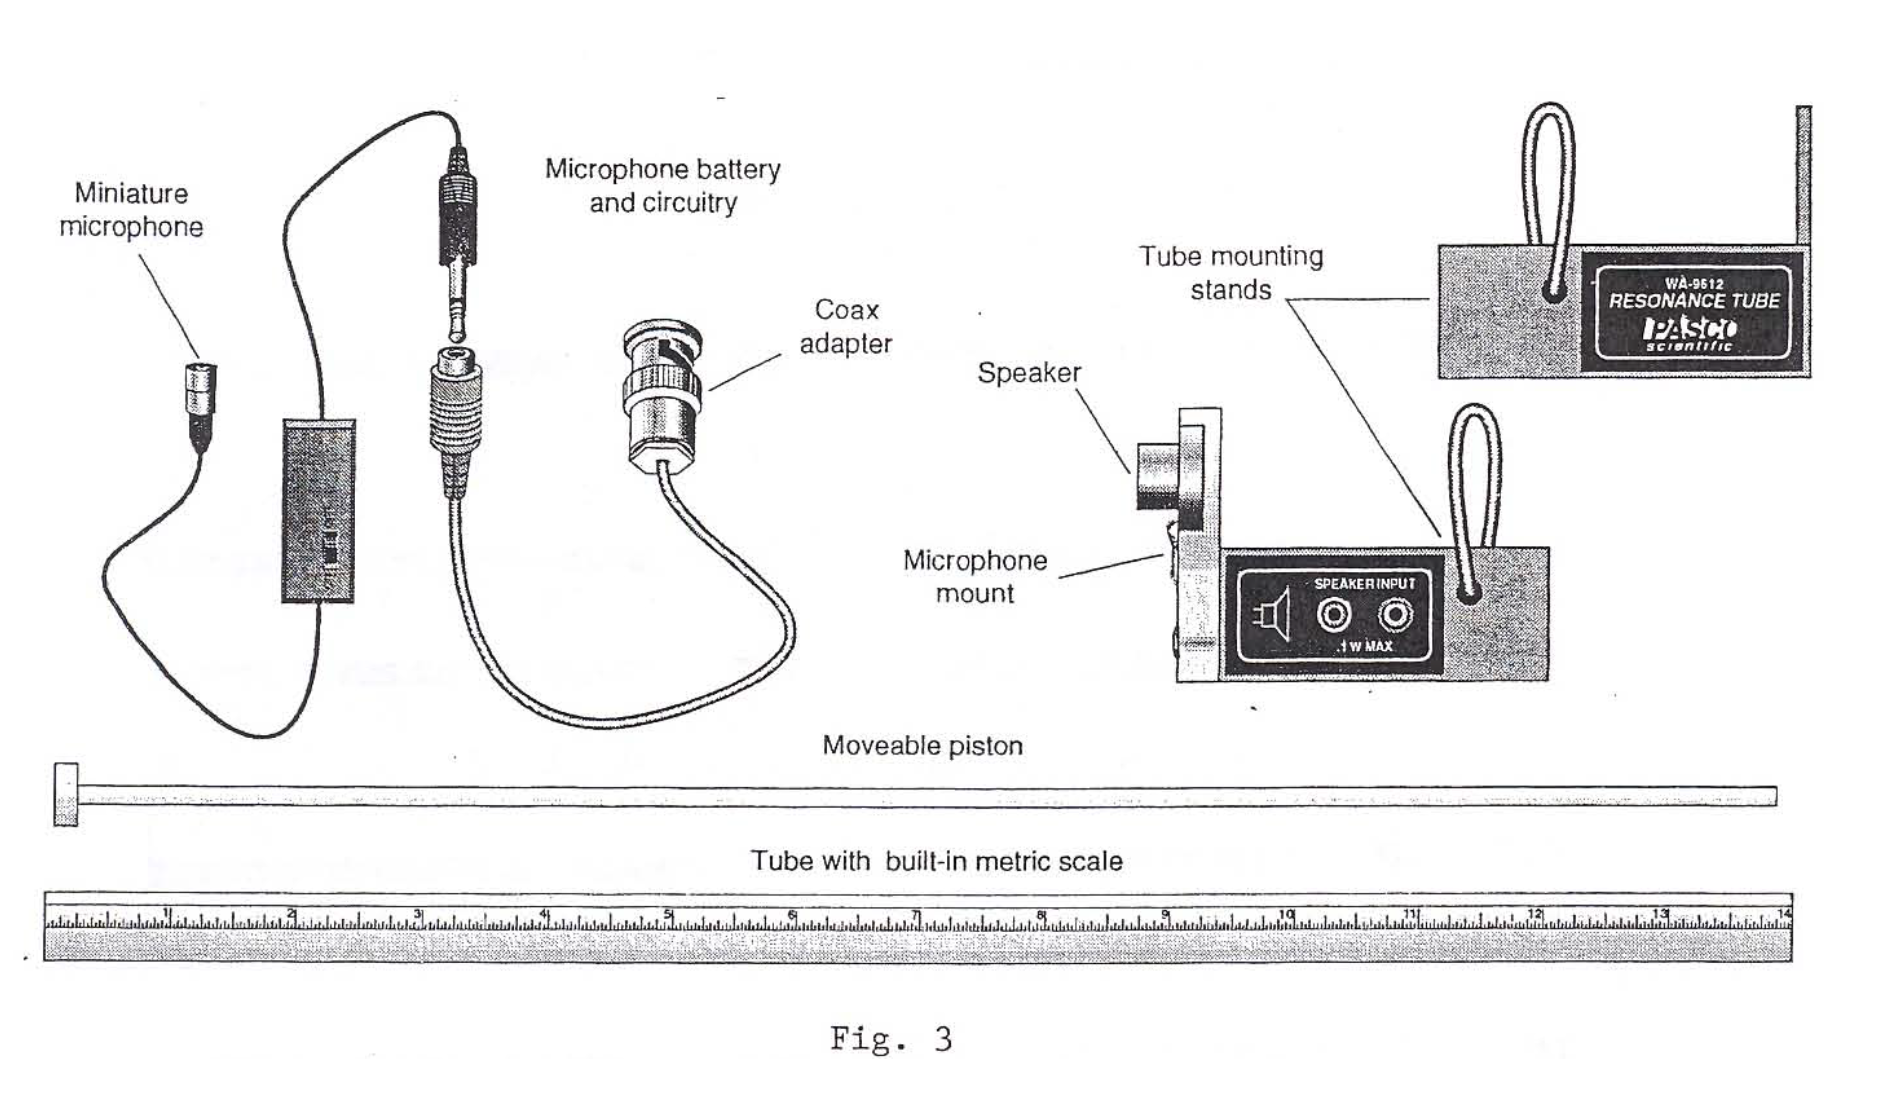 Miniature
microphone
Microphone battery
and circuitry
Coax
adapter
Tube mounting
stands
WA-9612
RESONANCE TUBE
PASCO
scientific
Speaker
Microphone
mount
SPEAKER INPUT
.1 W MAX
Moveable piston
Tube with built-in metric scale
1 2 3 4 5 6 7 8 9 10 11 12 13 14
Fig. 3